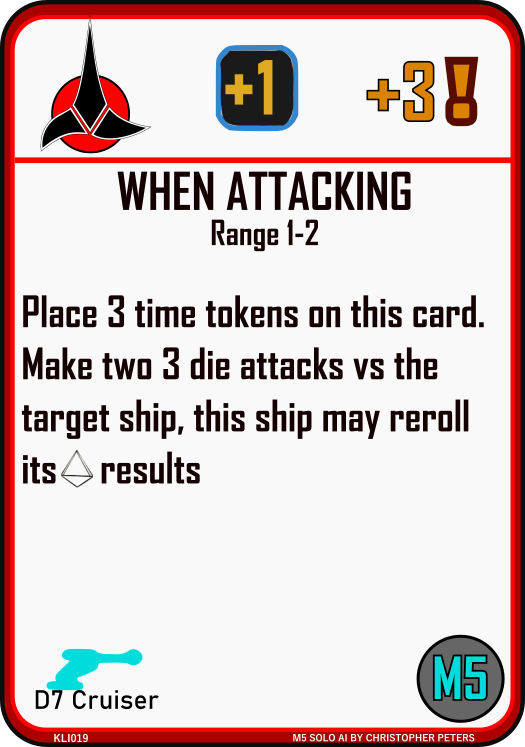 +1
+3!
WHEN ATTACKING
Range 1-2
Place 3 time tokens on this card.
Make two 3 die attacks vs the
target ship, this ship may reroll
its results
D7 Cruiser
M5
KLI019
M5 SOLO AI BY CHRISTOPHER PETERS